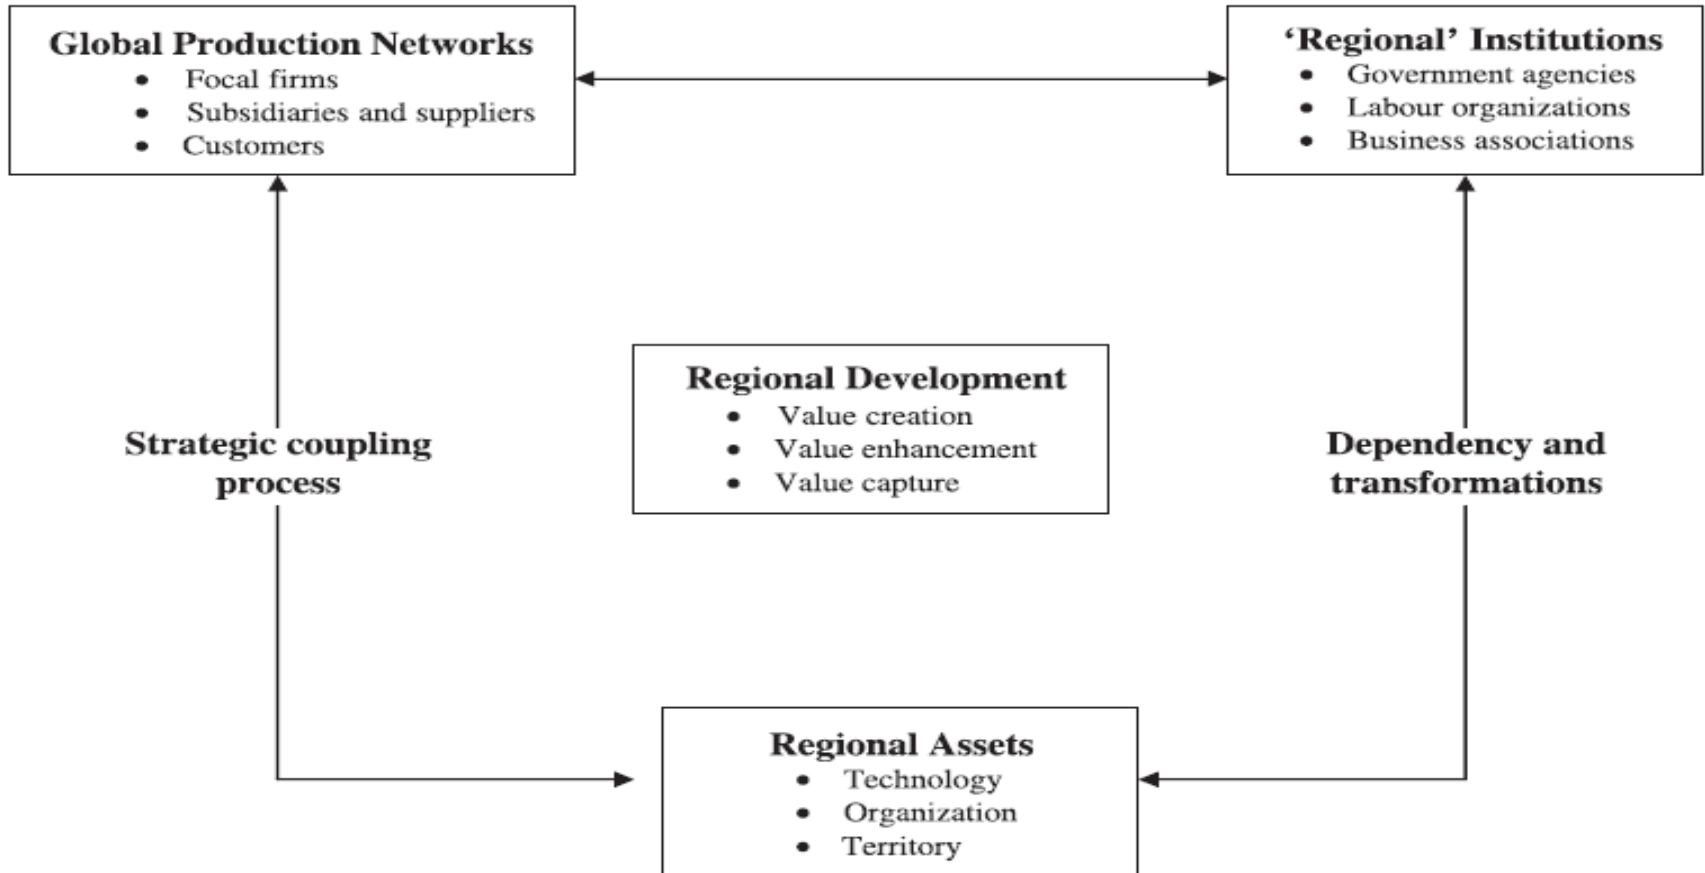 Global Production Networks
• Focal firms
• Subsidiaries and suppliers
• Customers
‘Regional’ Institutions
• Government agencies
• Labour organizations
• Business associations
Regional Development
• Value creation
• Value enhancement
• Value capture
Strategic coupling
process
Dependency and
transformations
Regional Assets
• Technology
• Organization
• Territory